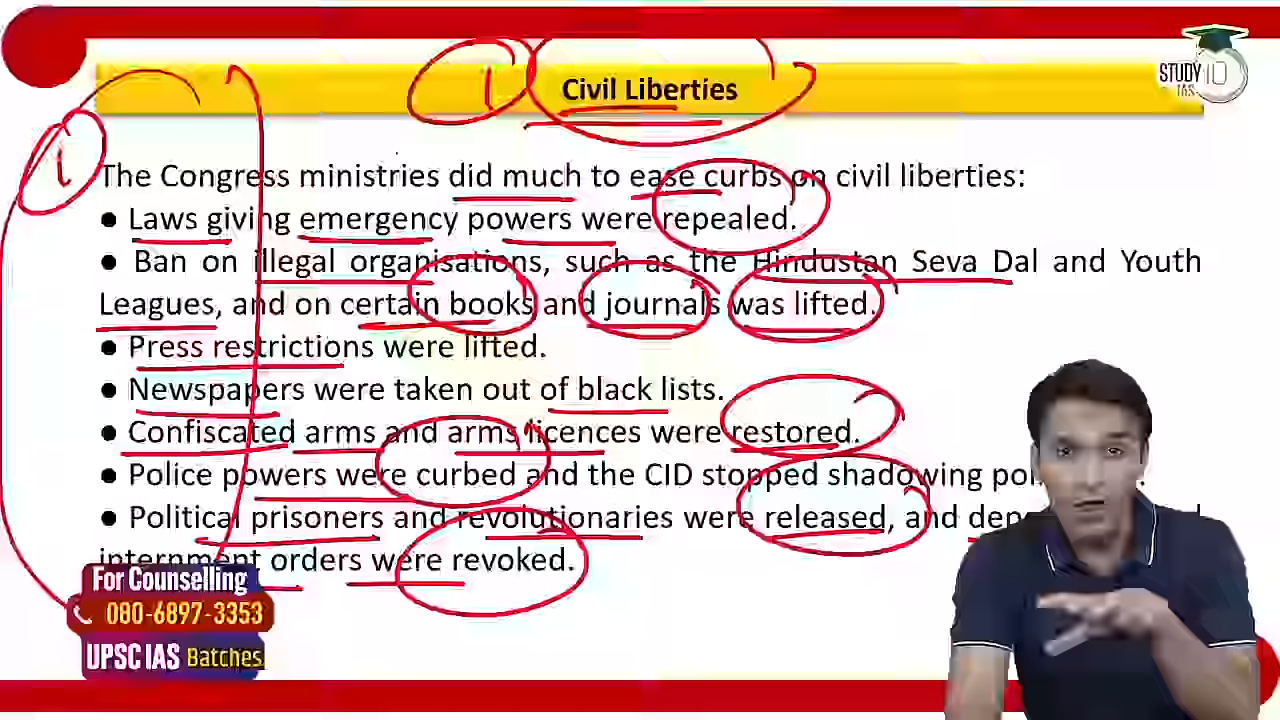 STUDY
IQ
IAS
1
Civil Liberties
1
The Congress ministries did much to ease curbs on civil liberties:
● Laws giving emergency powers were repealed.
● Ban on illegal organisations, such as the Hindustan Seva Dal and Youth
Leagues, and on certain books and journals was lifted.
● Press restrictions were lifted.
● Newspapers were taken out of black lists.
● Confiscated arms and arms licences were restored.
● Police powers were curbed and the CID stopped shadowing
● Political prisoners and revolutionaries were released, and
internment orders were revoked.
For Counselling
080-6897-3353
UPSC IAS Batches